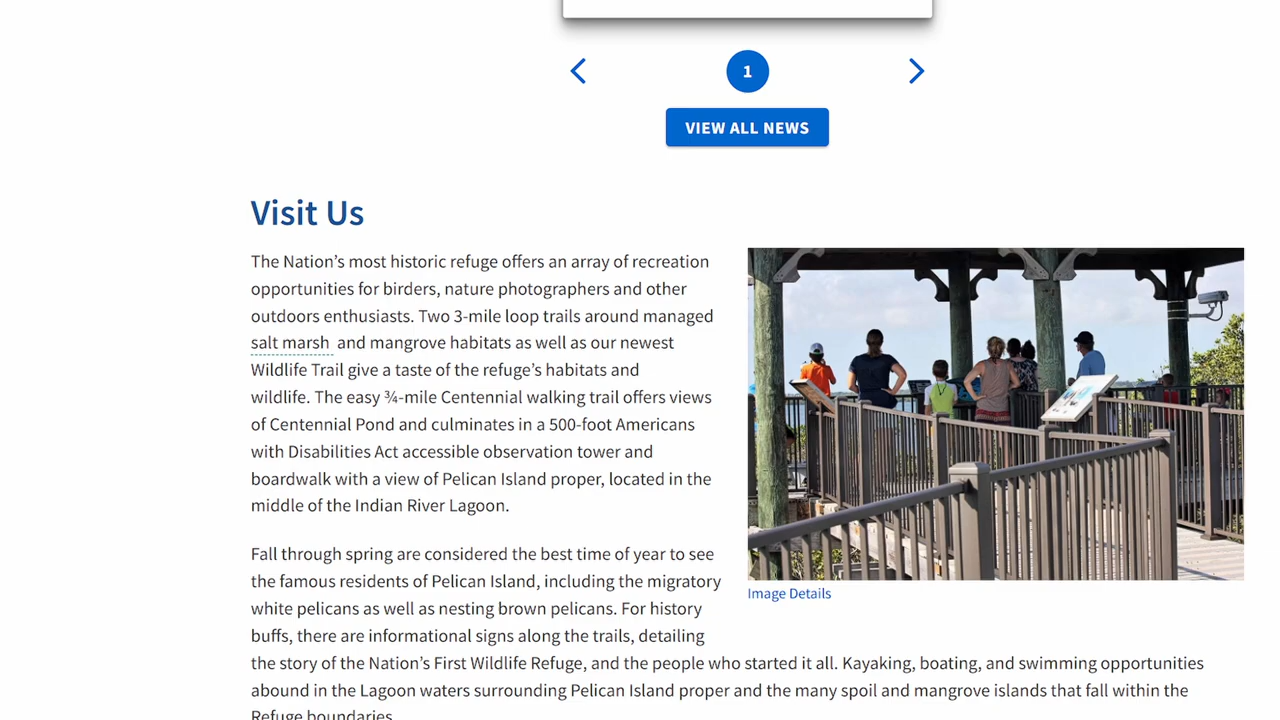 1
VIEW ALL NEWS
Visit Us
The Nation’s most historic refuge offers an array of recreation
opportunities for birders, nature photographers and other
outdoors enthusiasts. Two 3-mile loop trails around managed
salt marsh and mangrove habitats as well as our newest
Wildlife Trail give a taste of the refuge’s habitats and
wildlife. The easy ¾-mile Centennial walking trail offers views
of Centennial Pond and culminates in a 500-foot Americans
with Disabilities Act accessible observation tower and
boardwalk with a view of Pelican Island proper, located in the
middle of the Indian River Lagoon.
Image Details
Fall through spring are considered the best time of year to see
the famous residents of Pelican Island, including the migratory
white pelicans as well as nesting brown pelicans. For history
buffs, there are informational signs along the trails, detailing
the story of the Nation’s First Wildlife Refuge, and the people who started it all. Kayaking, boating, and swimming opportunities
abound in the Lagoon waters surrounding Pelican Island proper and the many spoil and mangrove islands that fall within the
Refuge boundaries.